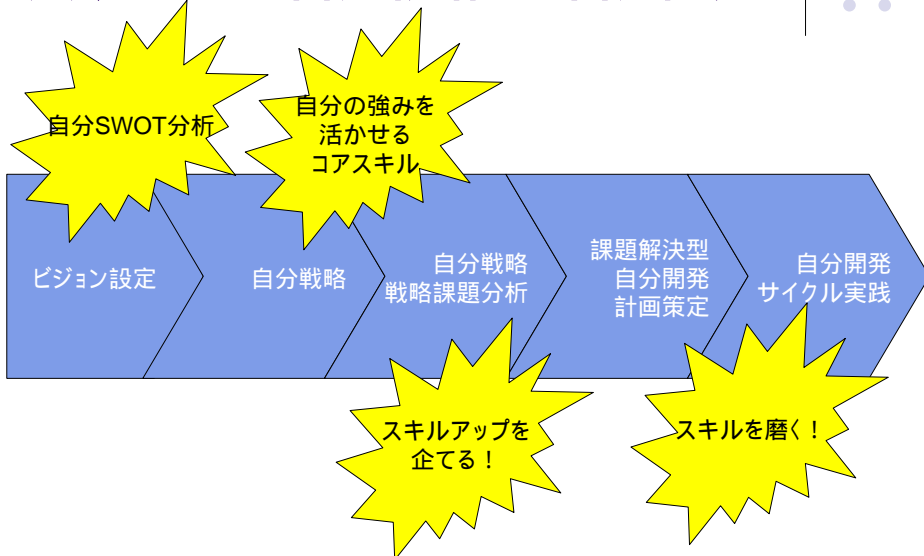 自分SWOT分析
自分の強みを
活かせる
コアスキル
ビジョン設定
自分戦略
自分戦略
戦略課題分析
課題解決型
自分開発
計画策定
自分開発
サイクル実践
スキルアップを
企てる！
スキルを磨く！